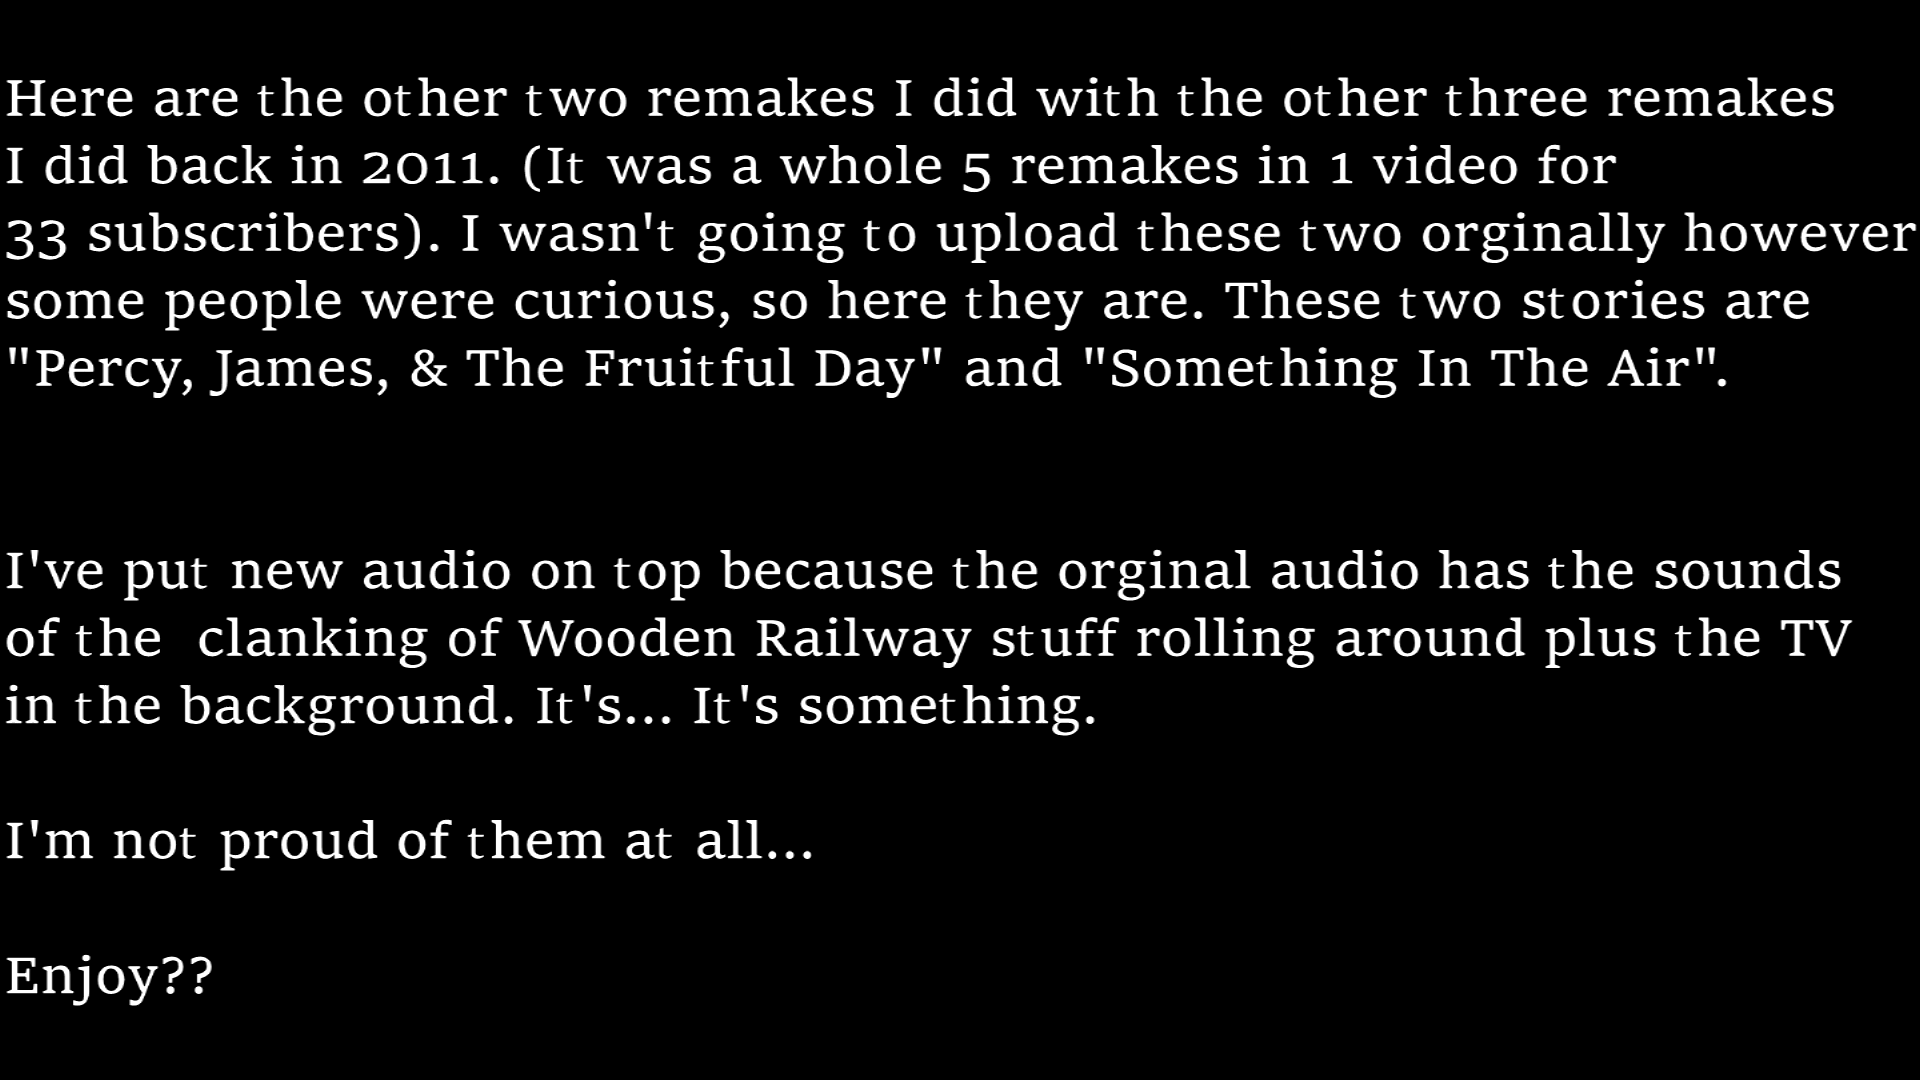 Here are the other two remakes I did with the other three remakes
I did back in 2011. (It was a whole 5 remakes in 1 video for
33 subscribers). I wasn't going to upload these two orginally however
some people were curious, so here they are. These two stories are
"Percy, James, & The Fruitful Day" and "Something In The Air".
I've put new audio on top because the orginal audio has the sounds
of the  clanking of Wooden Railway stuff rolling around plus the TV
in the background. It's... It's something.
I'm not proud of them at all...
Enjoy??